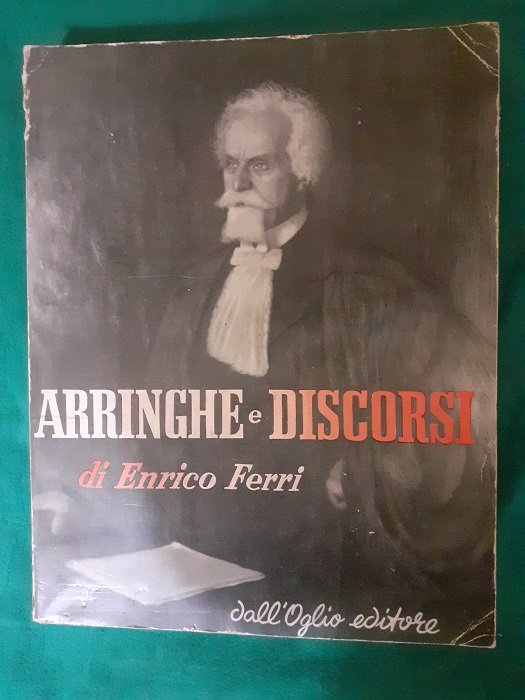 ARRINGHE e DISCORSI
di Enrico Ferri
dall'Oglio editore